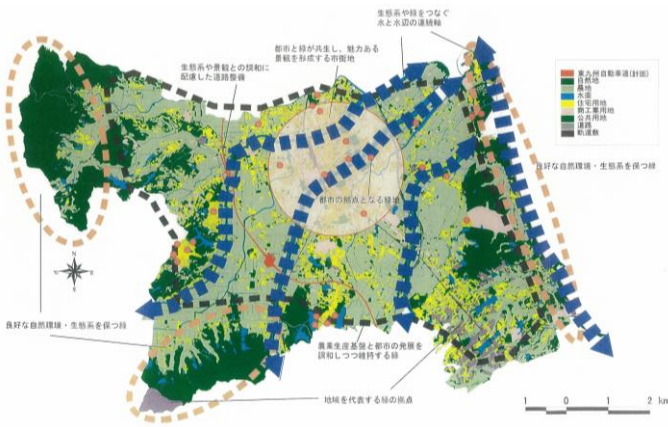 生態系や緑をつなぐ
水と水辺の連続軸
都市と緑が共生し、魅力ある
景観を形成する市街地
生態系や景観との調和に
配慮した道路整備
東九州自動車道(計画)
自然地
農地
水面
住宅用地
商工業用地
公共用地
道路
軌道敷
良好な自然環境・生態系を保つ緑
都市の拠点となる緑地
N
良好な自然環境・生態系を保つ緑
農業生産基盤と都市の発展を
調和しつつ維持する緑
地域を代表する緑の拠点
1 0 1 2 km